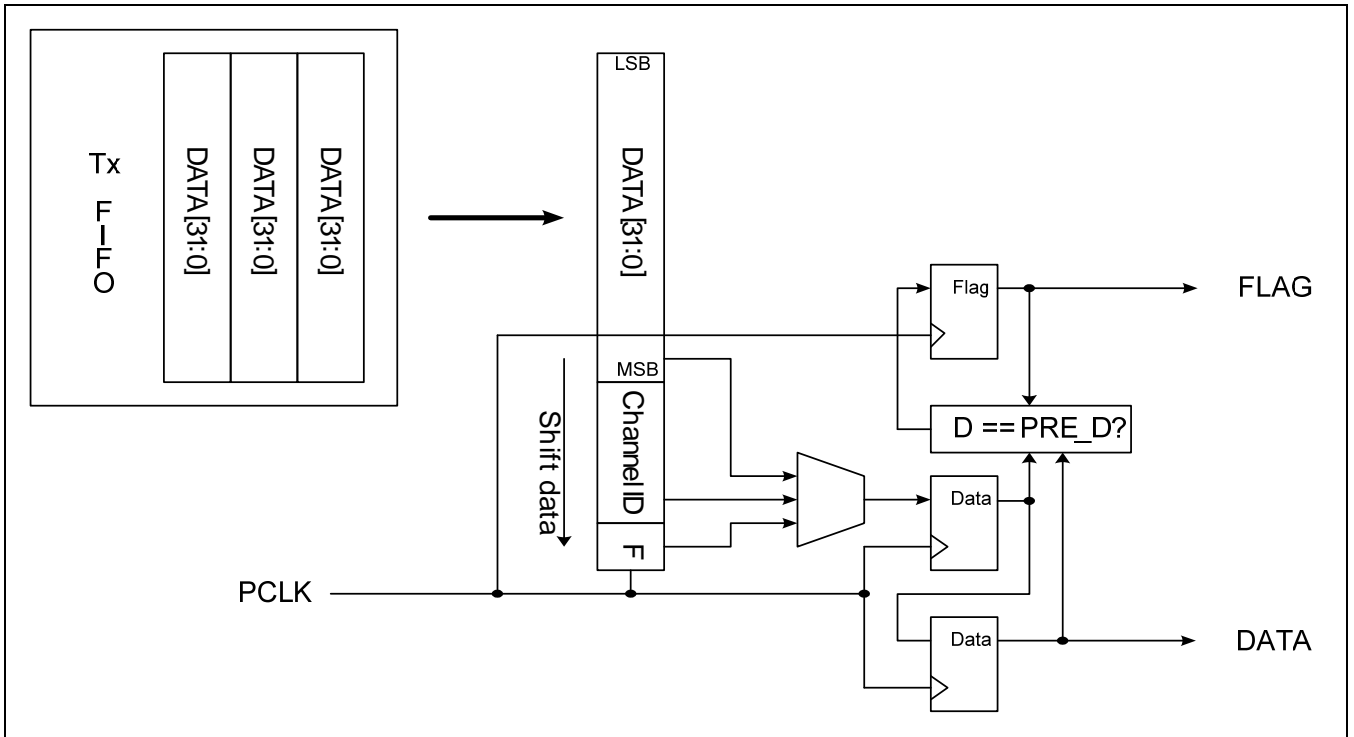 Tx
FIFO
DATA[31:0]
DATA[31:0]
DATA[31:0]
LSB
DATA[31:0]
MSB
Channel ID
F
Shift data
Flag
FLAG
D == PRE_D?
Data
PCLK
Data
DATA